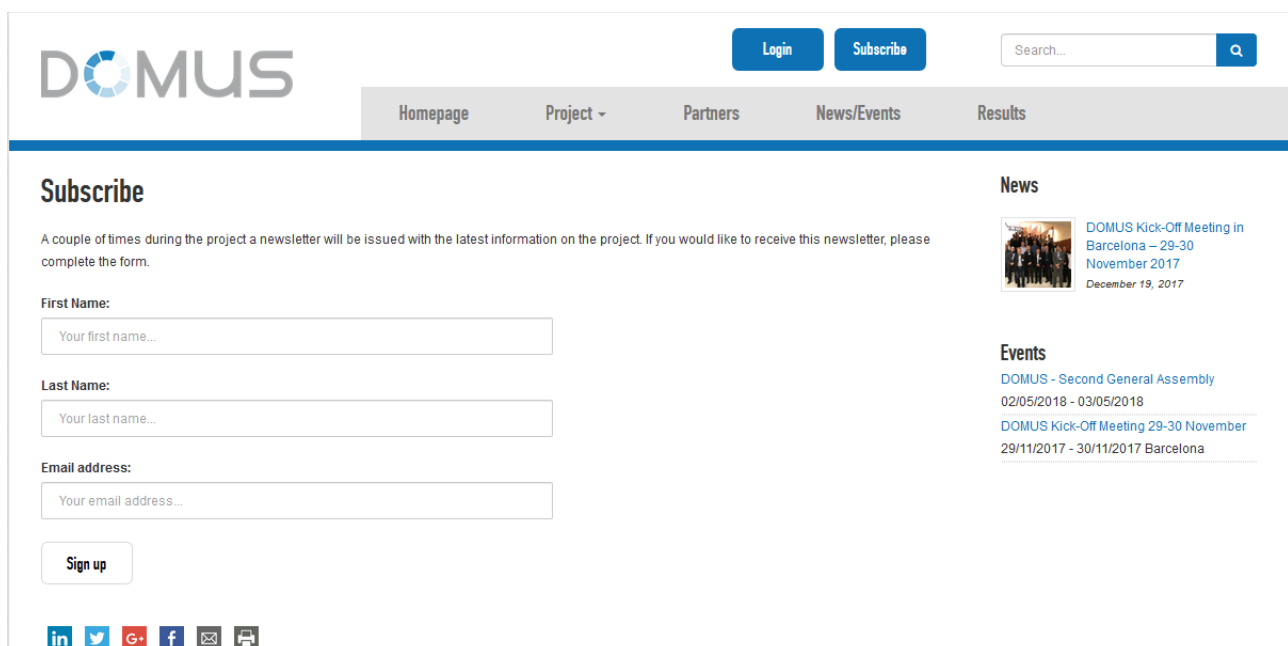 DOMUS
Login
Subscribe
Search...
Homepage
Project
Partners
News/Events
Results
Subscribe
A couple of times during the project a newsletter will be issued with the latest information on the project. If you would like to receive this newsletter, please
complete the form.
First Name:
Your first name...
Last Name:
Your last name...
Email address:
Your email address...
Sign up
in
G+
f
News
DOMUS Kick-Off Meeting in
Barcelona – 29-30
November 2017
December 19, 2017
Events
DOMUS - Second General Assembly
02/05/2018 - 03/05/2018
DOMUS Kick-Off Meeting 29-30 November
29/11/2017 - 30/11/2017 Barcelona